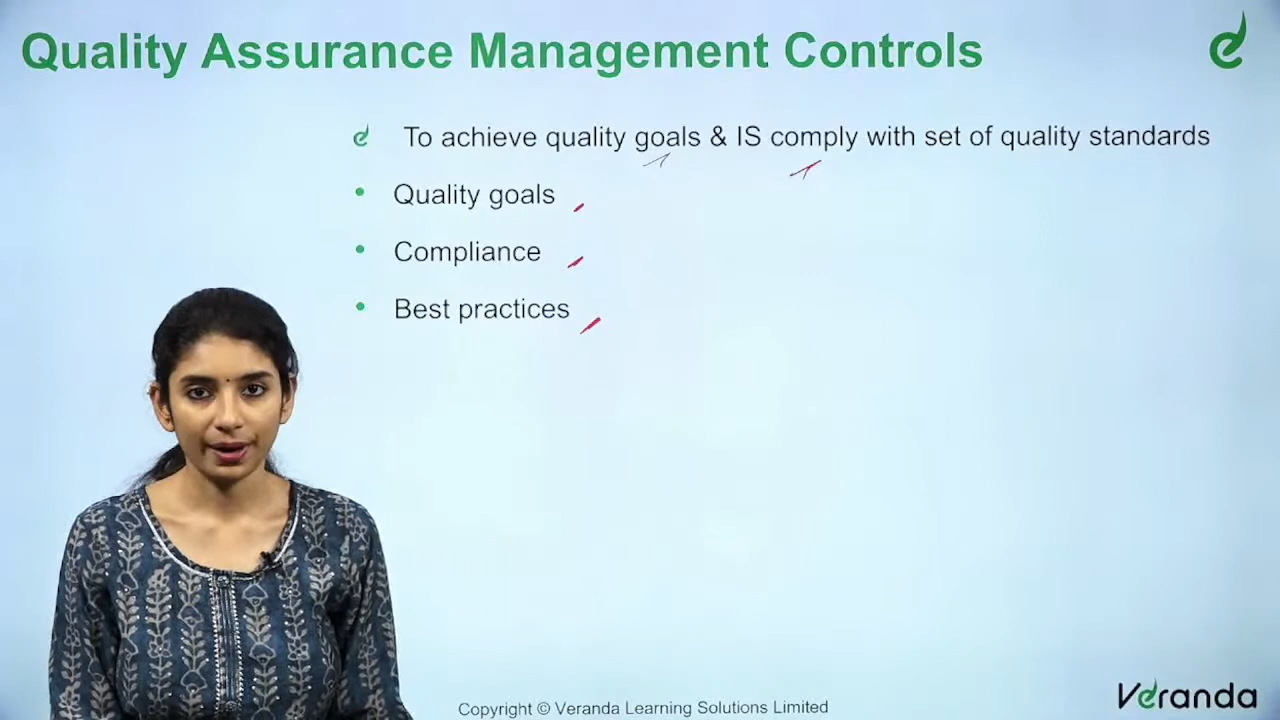 Quality Assurance Management Controls
To achieve quality goals & IS comply with set of quality standards
Quality goals
Compliance
Best practices
Copyright © Veranda Learning Solutions Limited
Veranda